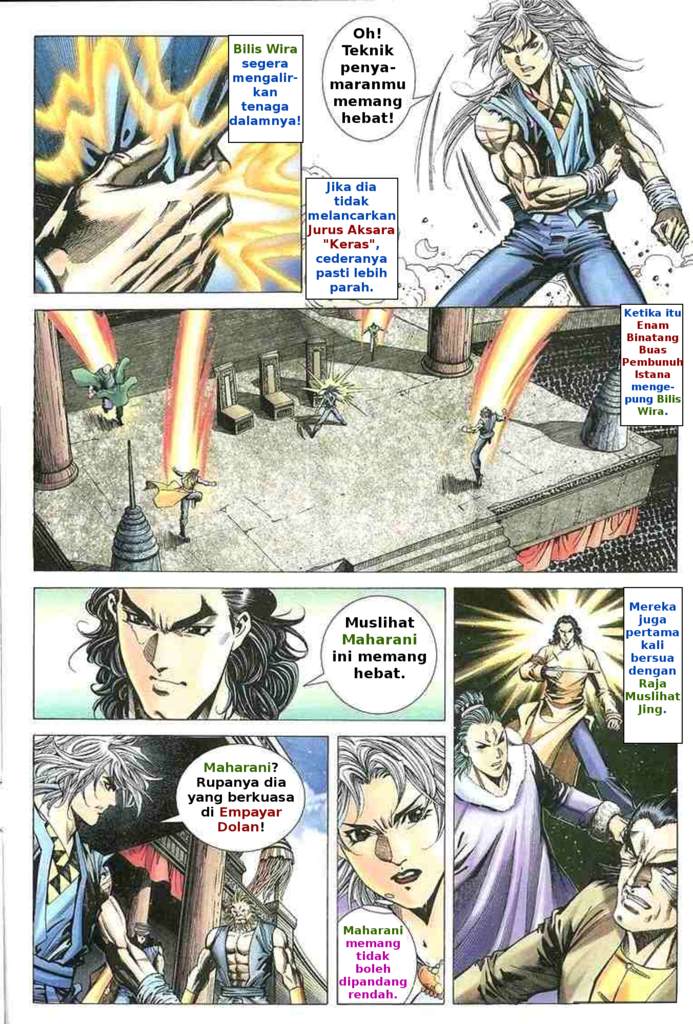 Bilis Wira
segera
mengalir-
kan
tenaga
dalamnya!
Oh!
Teknik
penya-
maranmu
memang
hebat!
Jika dia
tidak
melancarkan
Jurus Aksara
"Keras",
cederanya
pasti lebih
parah.
Ketika itu
Enam
Binatang
Buas
Pembunuh
Istana
menge-
pung Bilis
Wira.
Muslihat
Maharani
ini memang
hebat.
Mereka
juga
pertama
kali
bersua
dengan
Raja
Muslihat
Jing.
Maharani?
Rupanya dia
yang berkuasa
di Empayar
Dolan!
Maharani
memang
tidak
boleh
dipandang
rendah.